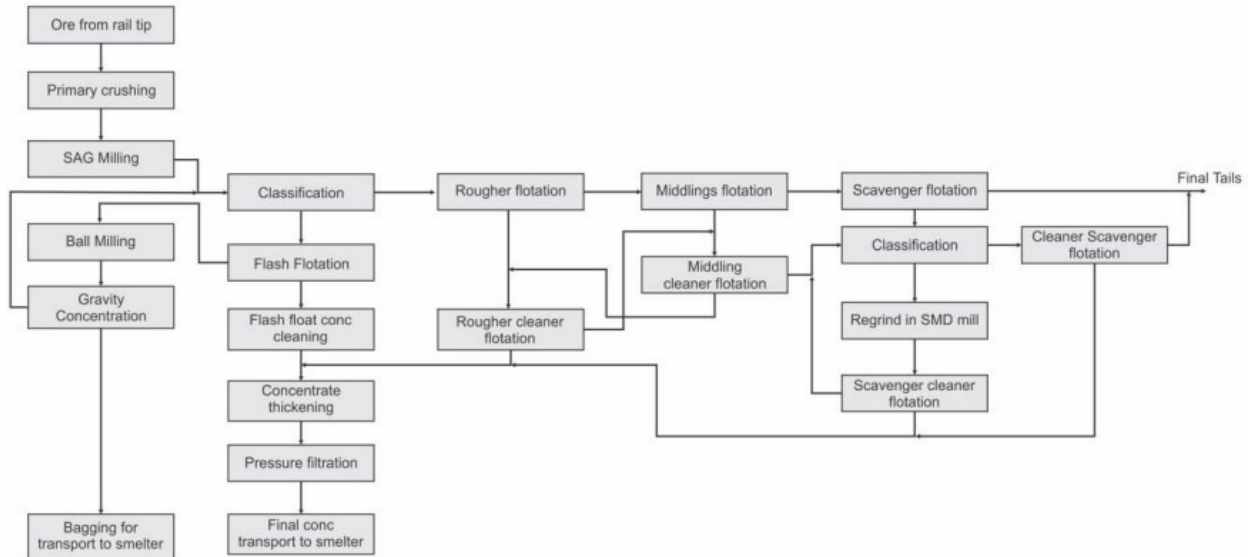 Ore from rail tip
Primary crushing
SAG Milling
Classification
Rougher flotation
Middlings flotation
Scavenger flotation
Final Tails
Ball Milling
Flash Flotation
Classification
Cleaner Scavenger
flotation
Middling
cleaner flotation
Gravity
Concentration
Flash float conc
cleaning
Rougher cleaner
flotation
Regrind in SMD mill
Concentrate
thickening
Scavenger cleaner
flotation
Pressure filtration
Bagging for
transport to smelter
Final conc
transport to smelter